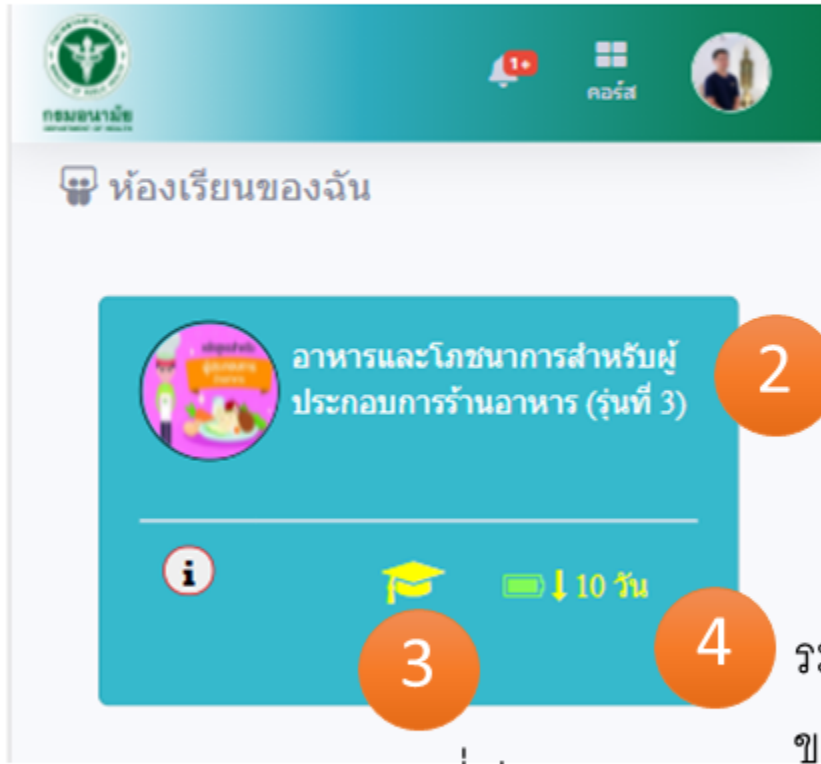 1+
กรมอนามัย
DEPARTMENT OF HEALTH
คอร์ส
ห้องเรียนของฉัน
อาหารและโภชนาการสำหรับผู้
ประกอบการร้านอาหาร (รุ่นที่ 3)
2
i
10 วัน
3
4